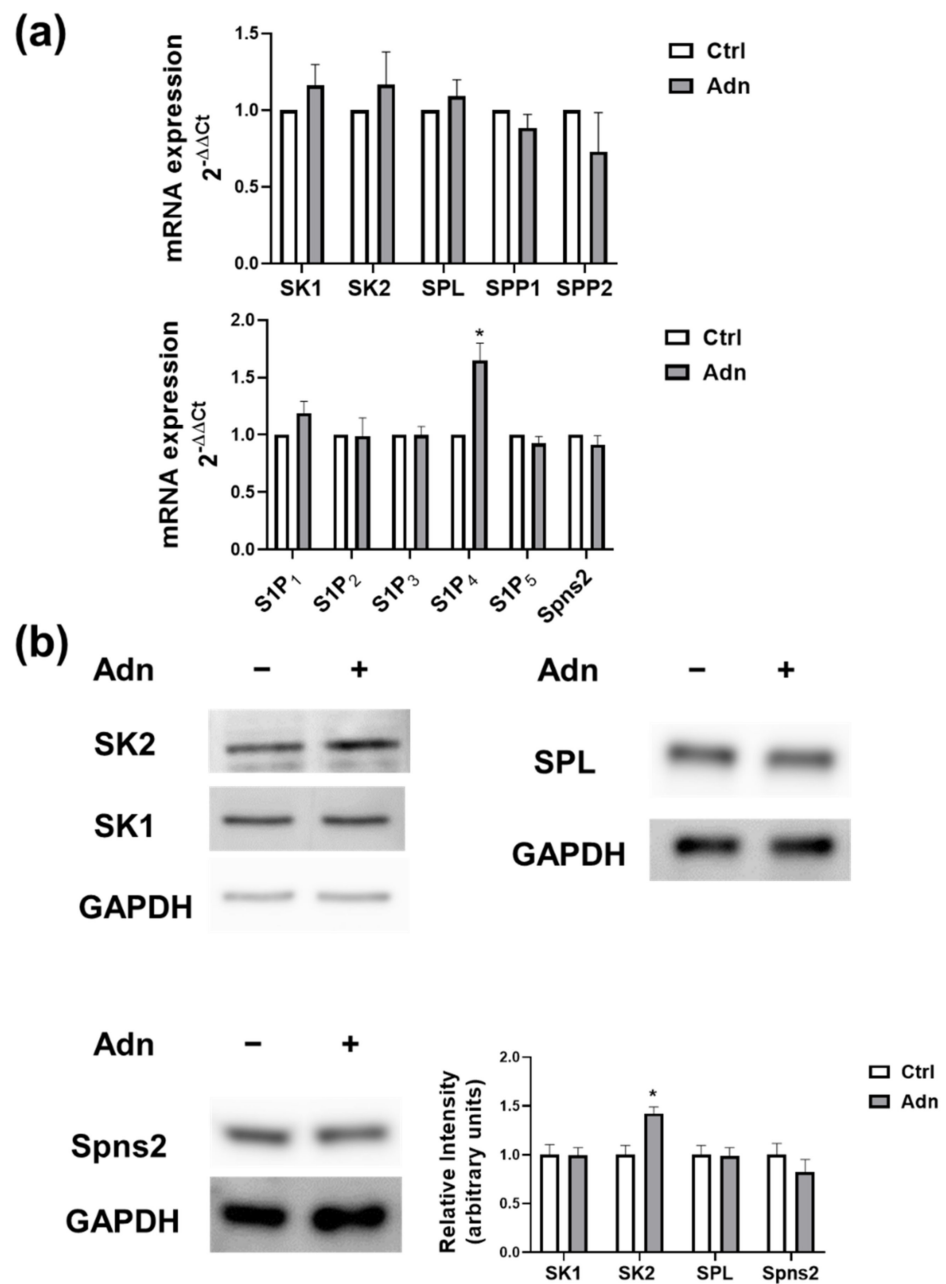 (a)
mRNA expression
2^-ΔΔCt
1.5
1.0
0.5
0.0
SK1 SK2 SPL SPP1 SPP2
Ctrl
Adn
mRNA expression
2^-ΔΔCt
2.0
1.5
1.0
0.5
0.0
*
S1P₁ S1P₂ S1P₃ S1P₄ S1P₅ Spns2
Ctrl
Adn
(b)
Adn − +
SK2
SK1
GAPDH
Adn − +
SPL
GAPDH
Adn − +
Spns2
GAPDH
Relative Intensity
(arbitrary units)
2.0
1.5
1.0
0.5
0.0
*
SK1 SK2 SPL Spns2
Ctrl
Adn